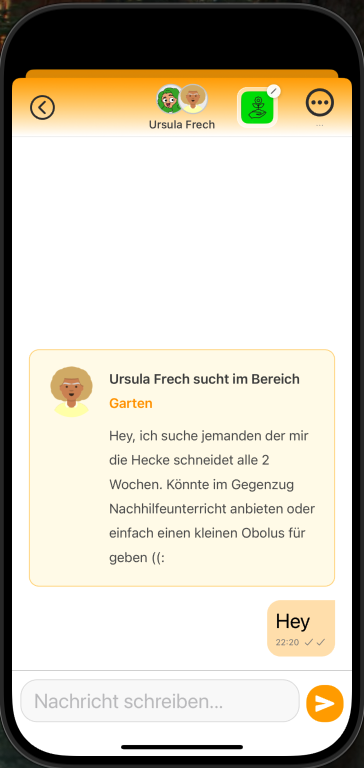 Ursula Frech
...
Ursula Frech sucht im Bereich
Garten
Hey, ich suche jemanden der mir
die Hecke schneidet alle 2
Wochen. Könnte im Gegenzug
Nachhilfeunterricht anbieten oder
einfach einen kleinen Obolus für
geben ((:
Hey
22:20
Nachricht schreiben...